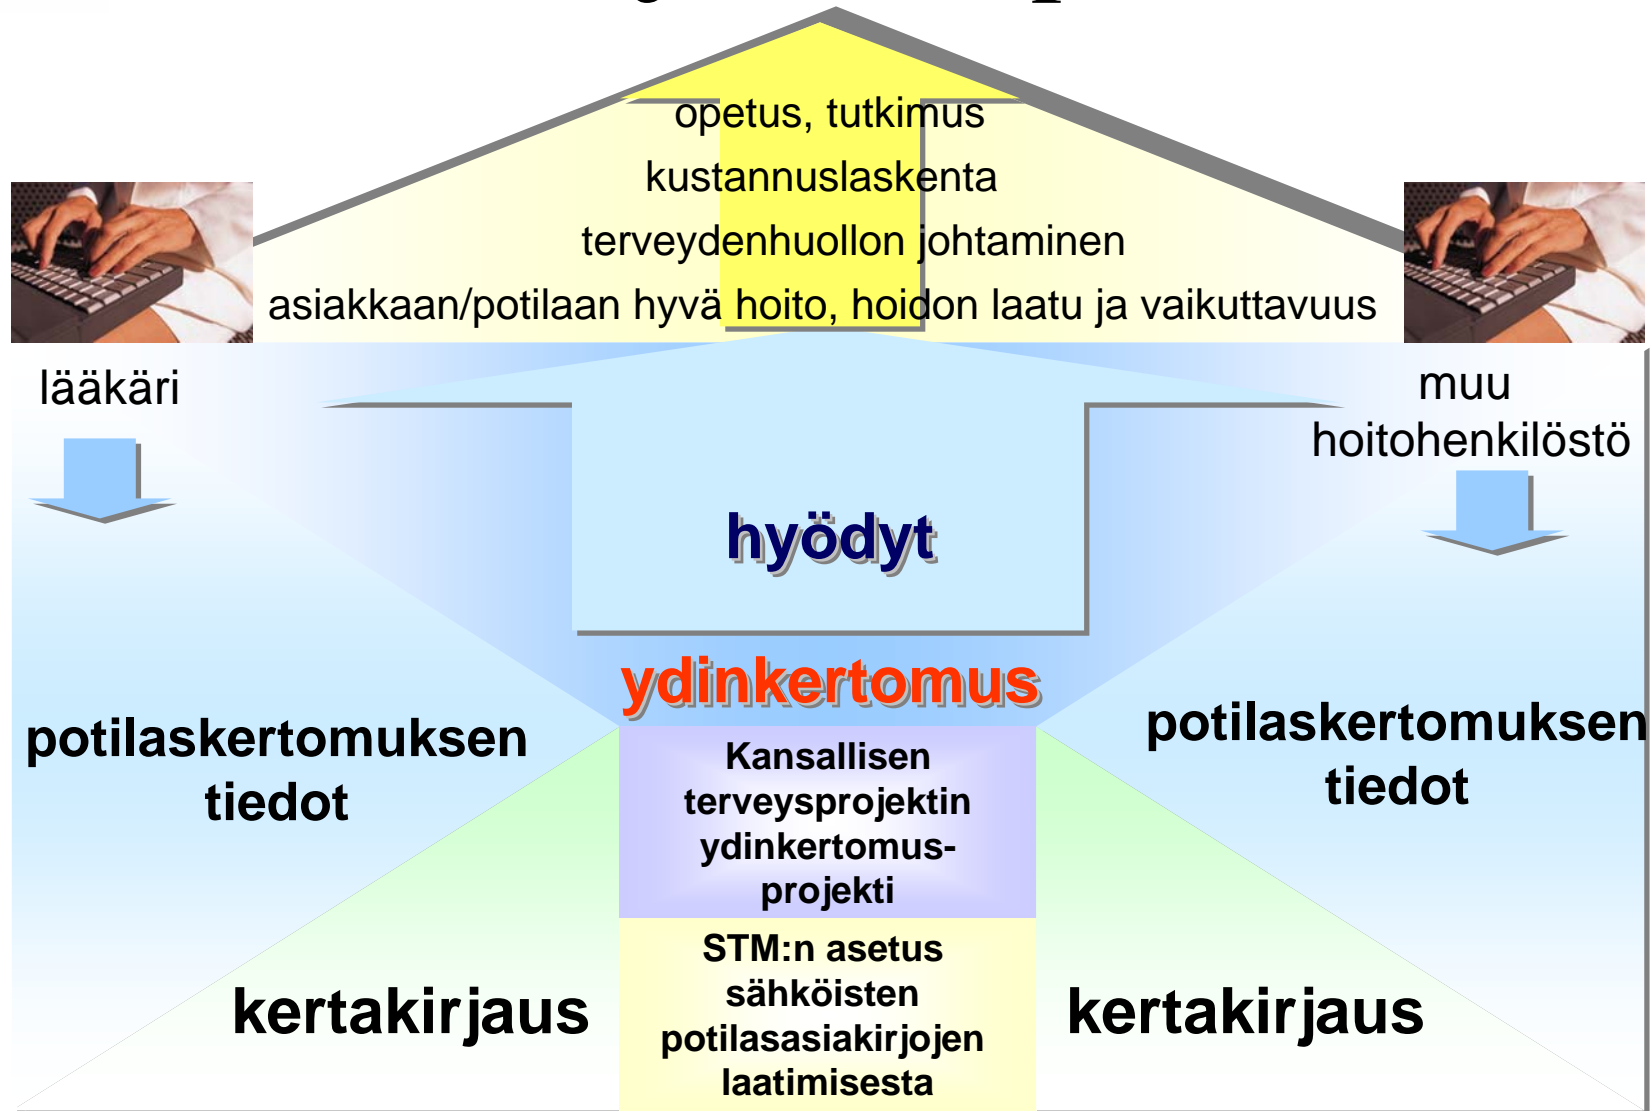 opetus, tutkimus
kustannuslaskenta
terveydenhuollon johtaminen
asiakkaan/potilaan hyvä hoito, hoidon laatu ja vaikuttavuus
lääkäri
muu
hoitohenkilöstö
hyödyt
ydinkertomus
potilaskertomuksen
tiedot
potilaskertomuksen
tiedot
Kansallisen
terveysprojektin
ydinkertomus-
projekti
STM:n asetus
sähköisten
potilasasiakirjojen
laatimisesta
kertakirjaus
kertakirjaus